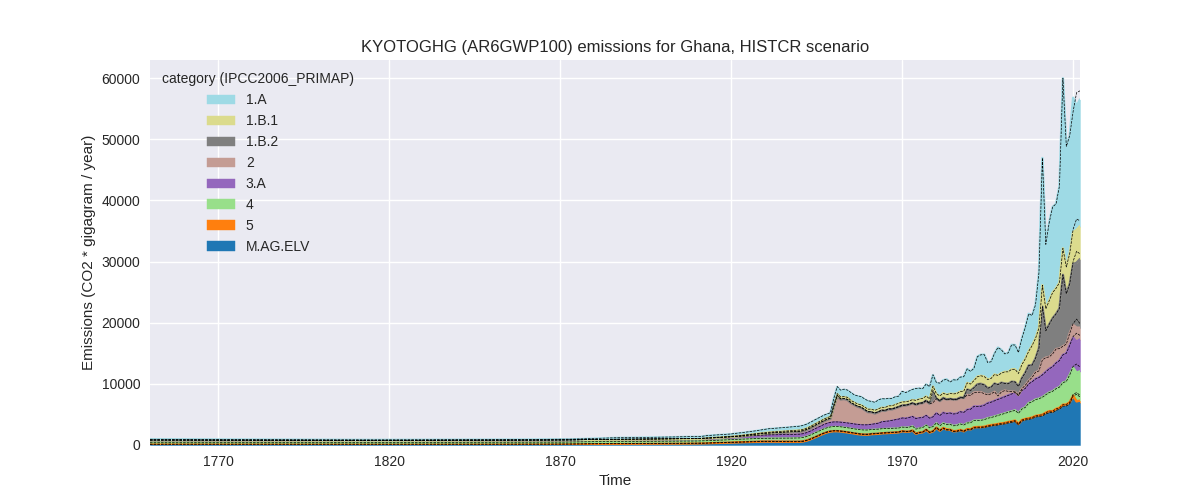 KYOTOGHG (AR6GWP100) emissions for Ghana, HISTCR scenario
60000
50000
40000
30000
20000
10000
0
Emissions (CO2 * gigagram / year)
category (IPCC2006_PRIMAP)
1.A
1.B.1
1.B.2
2
3.A
4
5
M.AG.ELV
1770
1820
1870
1920
1970
2020
Time